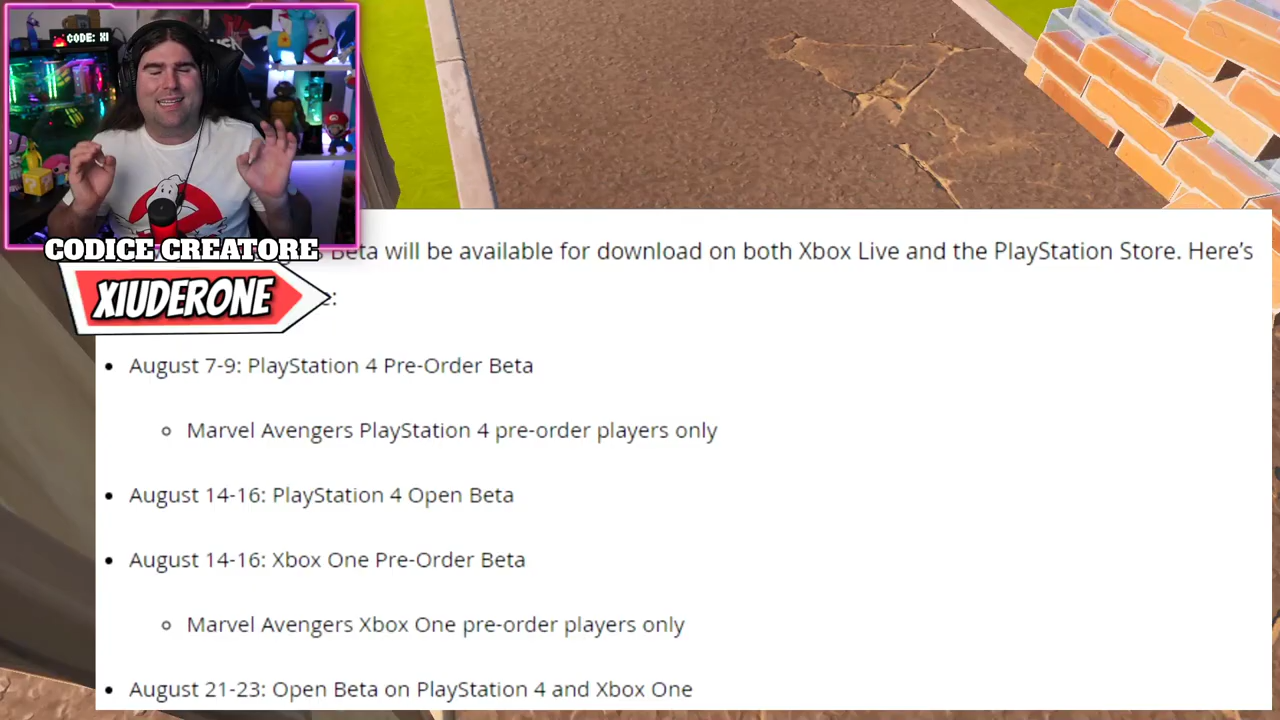 CODE: XI
CODICE CREATORE
XIUDERONE
Beta will be available for download on both Xbox Live and the PlayStation Store. Here's
:
August 7-9: PlayStation 4 Pre-Order Beta
Marvel Avengers PlayStation 4 pre-order players only
August 14-16: PlayStation 4 Open Beta
August 14-16: Xbox One Pre-Order Beta
Marvel Avengers Xbox One pre-order players only
August 21-23: Open Beta on PlayStation 4 and Xbox One